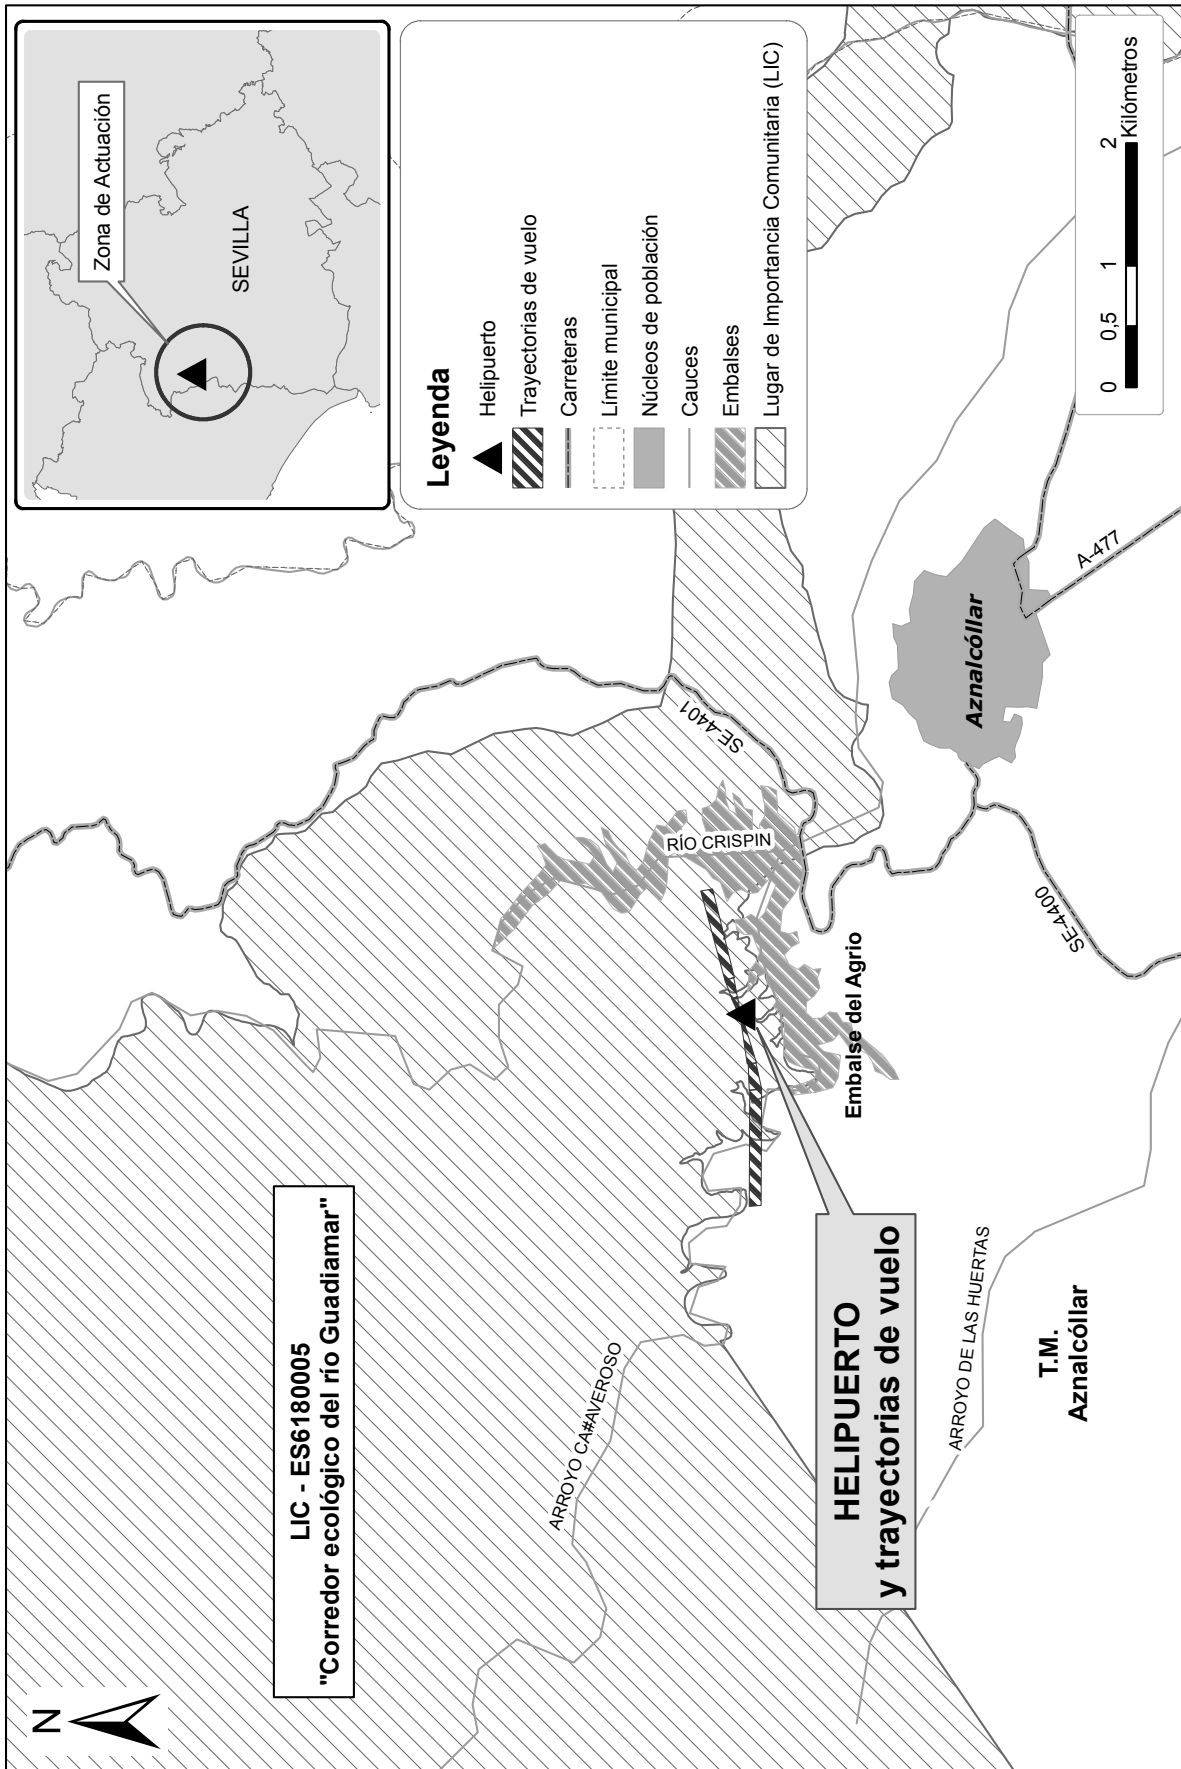 N
LIC - ES6180005
"Corredor ecológico del río Guadiamar"
Zona de Actuación
SEVILLA
Leyenda
Helipuerto
Trayectorias de vuelo
Carreteras
Límite municipal
Núcleos de población
Cauces
Embalses
Lugar de Importancia Comunitaria (LIC)
ARROYO CA#AVEROSO
RÍO CRISPIN
SE-4401
HELIPUERTO
y trayectorias de vuelo
Embalse del Agrio
Aznalcóllar
A-477
SE-4400
ARROYO DE LAS HUERTAS
T.M.
Aznalcóllar
0 0,5 1 2
Kilómetros